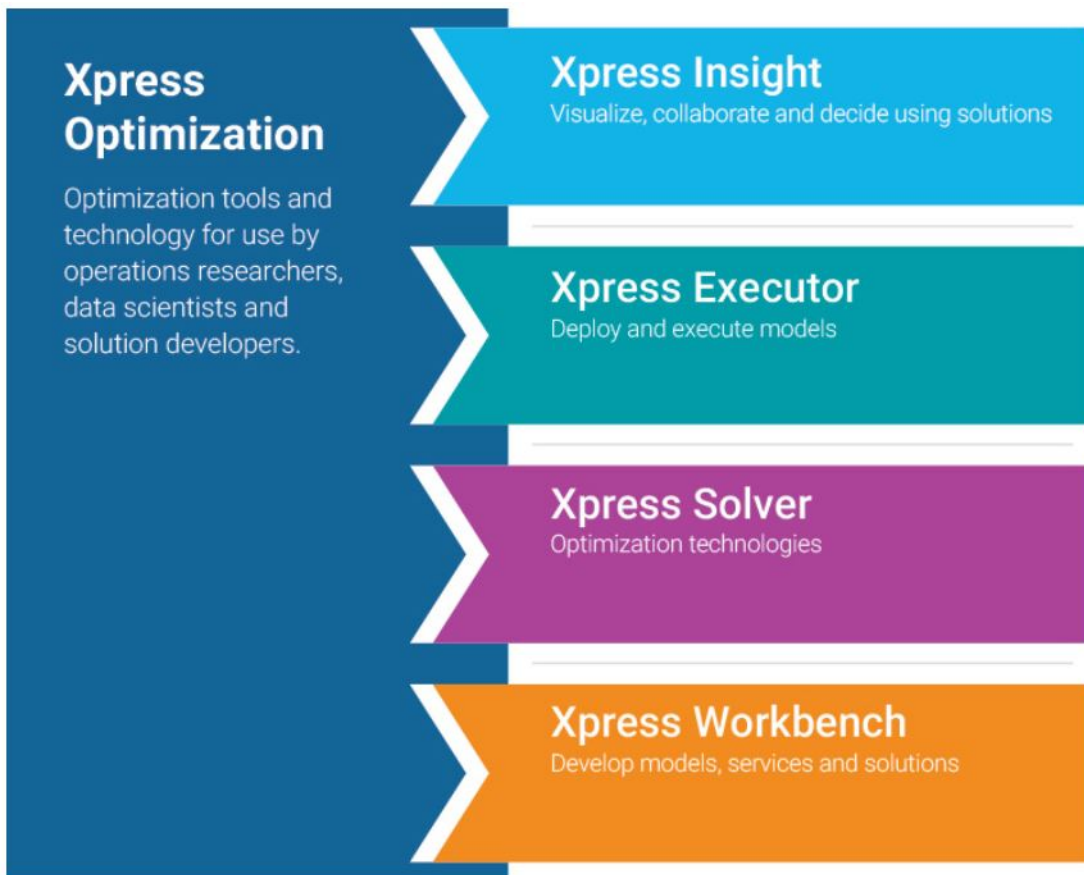 Xpress
Optimization
Optimization tools and
technology for use by
operations researchers,
data scientists and
solution developers.
Xpress Insight
Visualize, collaborate and decide using solutions
Xpress Executor
Deploy and execute models
Xpress Solver
Optimization technologies
Xpress Workbench
Develop models, services and solutions